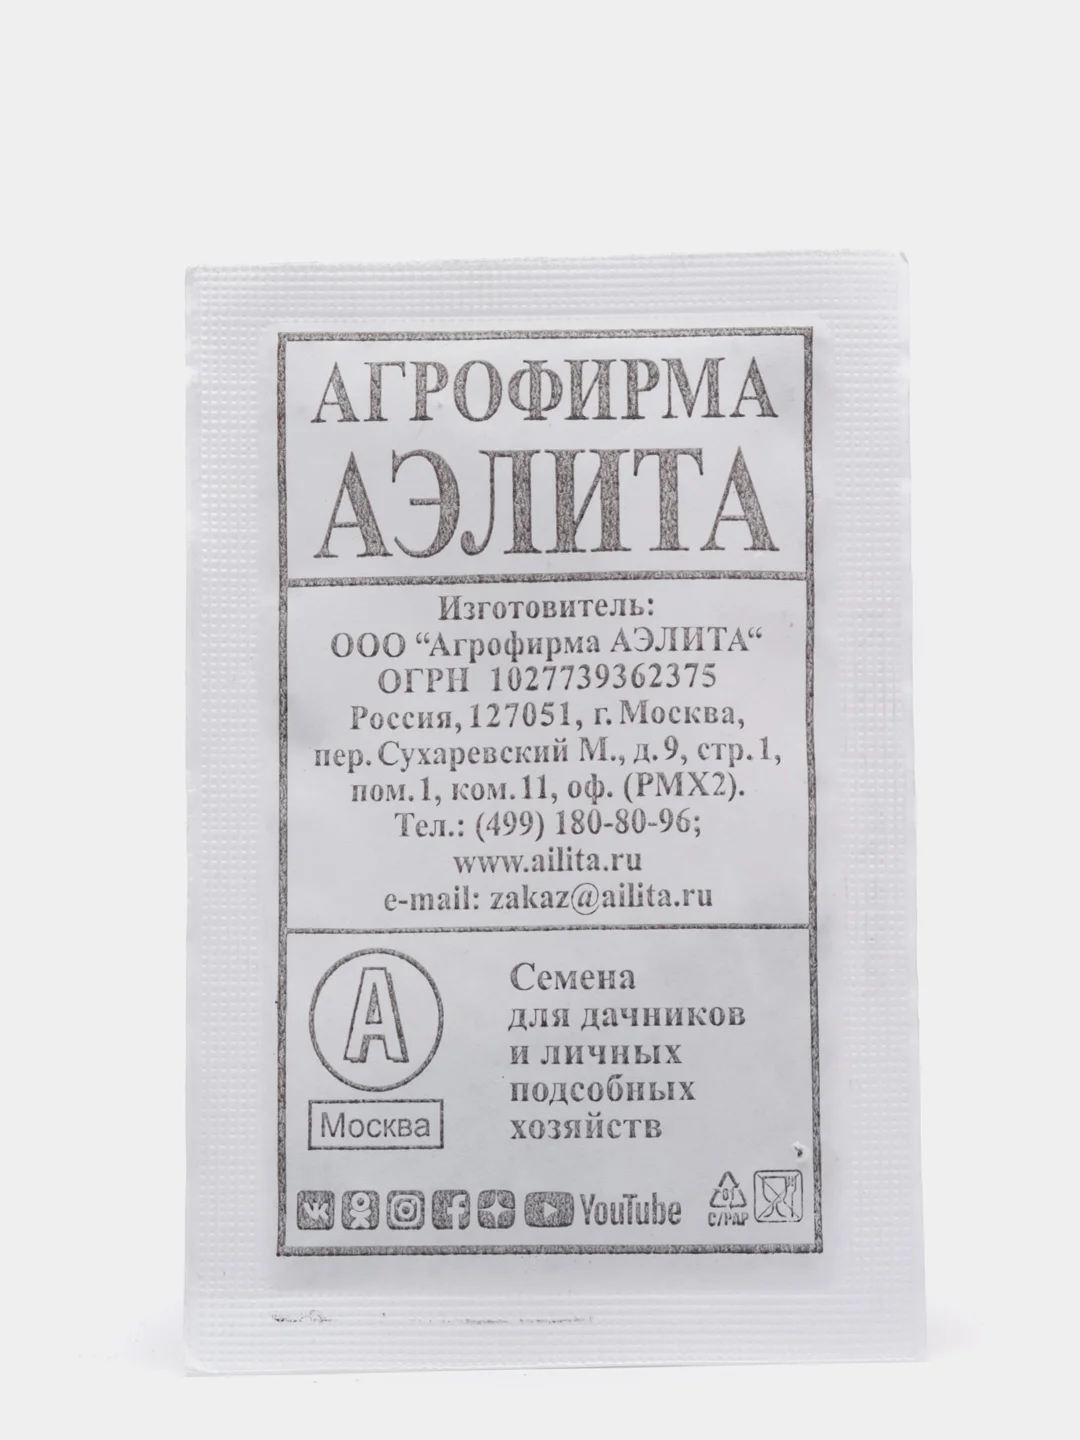 АГРОФИРМА
АЭЛИТА
Изготовитель:
ООО “Агрофирма АЭЛИТА“
ОГРН 1027739362375
Россия, 127051, г. Москва,
пер. Сухаревский М., д. 9, стр. 1,
пом. 1, ком. 11, оф. (РМХ2).
Тел.: (499) 180-80-96;
www.ailita.ru
e-mail: zakaz@ailita.ru
А
Москва
Семена
для дачников
и личных
подсобных
хозяйств
YouTube
01
C/PAP